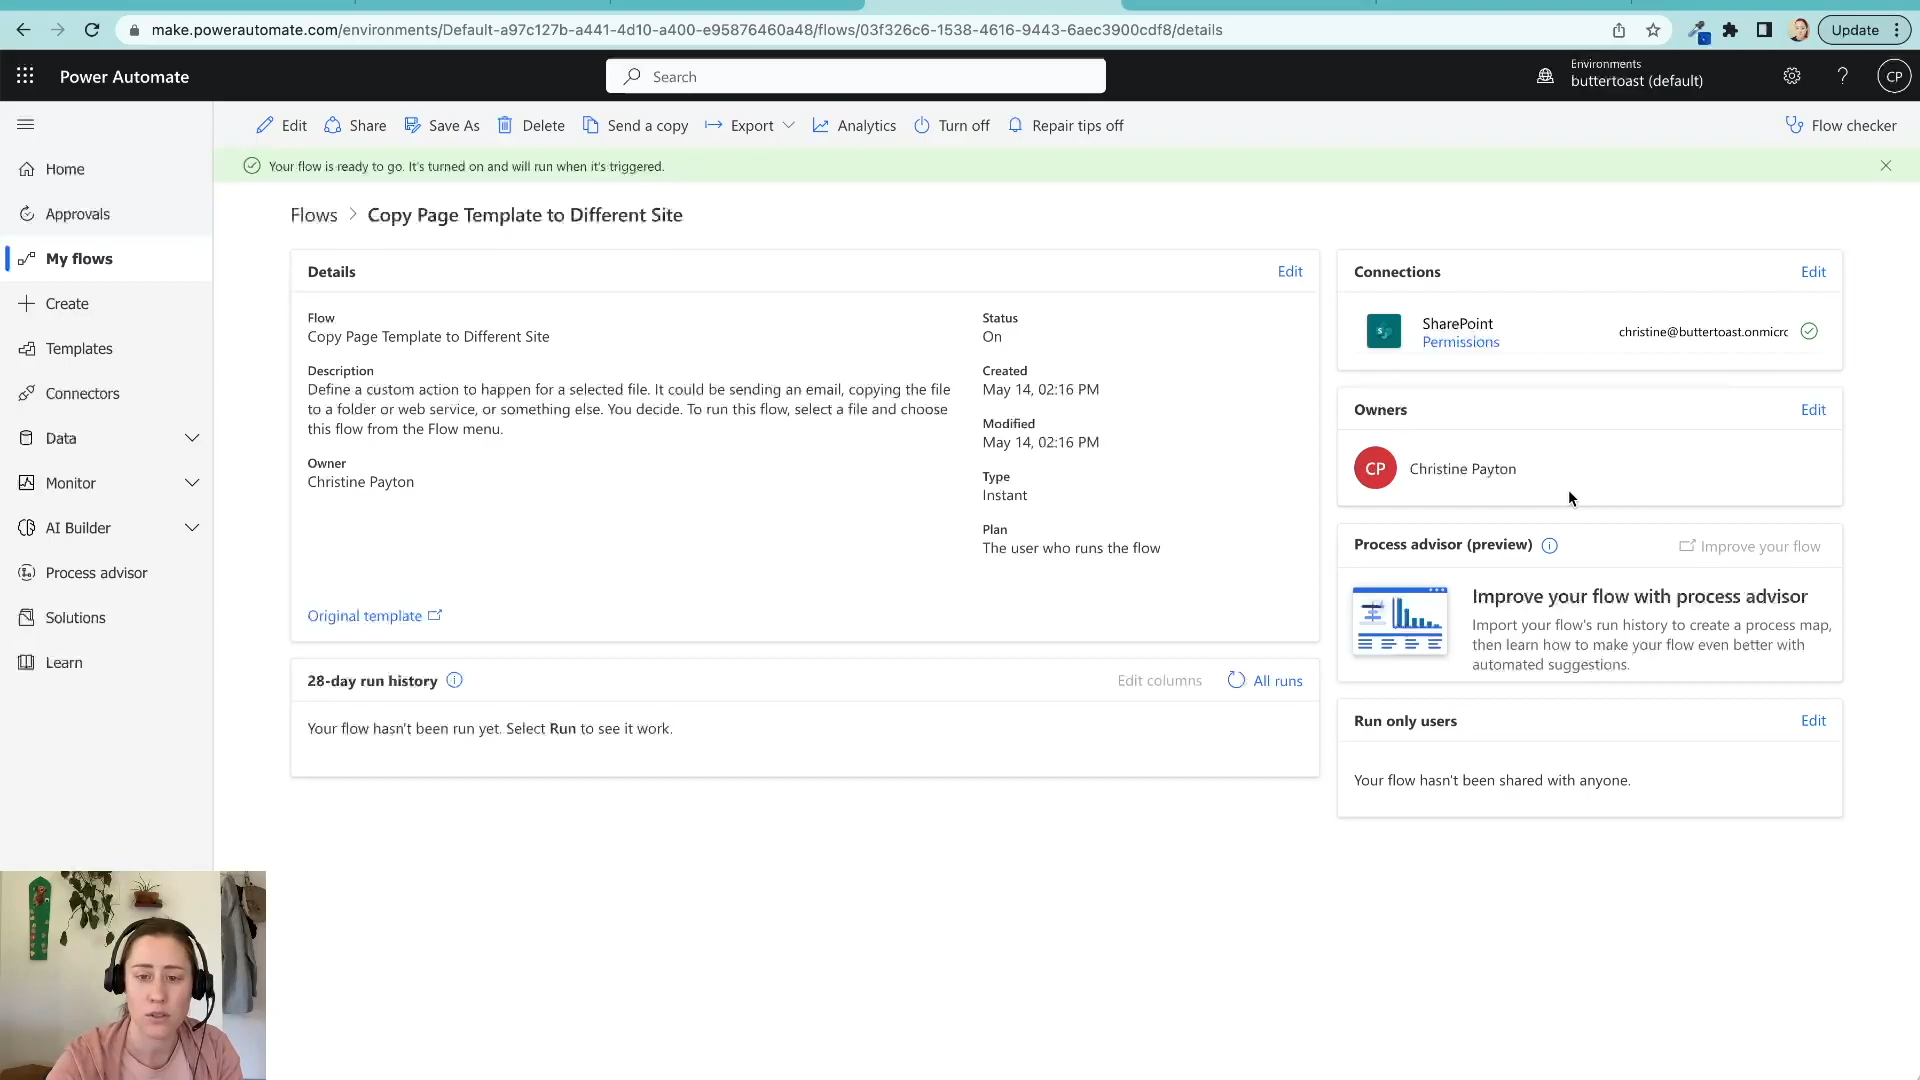 make.powerautomate.com/environments/Default-a97c127b-a441-4d10-a400-e95876460a48/flows/03f326c6-1538-4616-9443-6aec3900cdf8/details
Update
Power Automate
Search
Environments
buttertoast (default)
?
CP
Edit
Share
Save As
Delete
Send a copy
Export
Analytics
Turn off
Repair tips off
Flow checker
Your flow is ready to go. It's turned on and will run when it's triggered.
Home
Approvals
My flows
Create
Templates
Connectors
Data
Monitor
AI Builder
Process advisor
Solutions
Learn
Flows > Copy Page Template to Different Site
Details
Edit
Flow
Copy Page Template to Different Site
Description
Define a custom action to happen for a selected file. It could be sending an email, copying the file
to a folder or web service, or something else. You decide. To run this flow, select a file and choose
this flow from the Flow menu.
Owner
Christine Payton
Status
On
Created
May 14, 02:16 PM
Modified
May 14, 02:16 PM
Type
Instant
Plan
The user who runs the flow
Original template
28-day run history
Edit columns
All runs
Your flow hasn't been run yet. Select Run to see it work.
Connections
Edit
SharePoint
Permissions
christine@buttertoast.onmicrc
Owners
Edit
CP
Christine Payton
Process advisor (preview)
Improve your flow
Improve your flow with process advisor
Import your flow's run history to create a process map,
then learn how to make your flow even better with
automated suggestions.
Run only users
Edit
Your flow hasn't been shared with anyone.